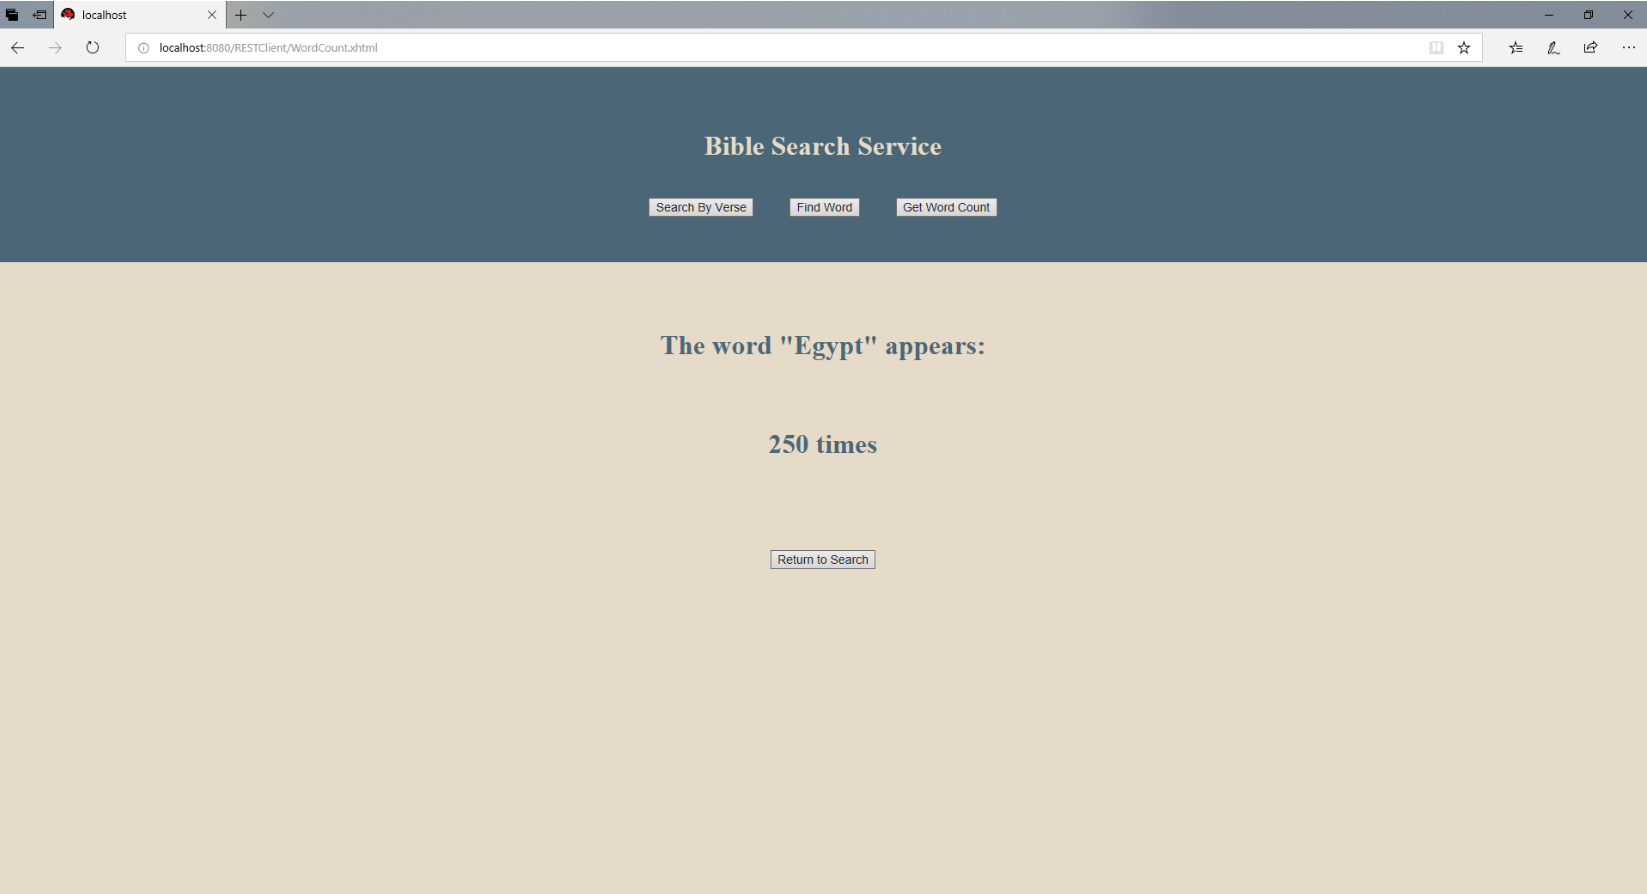 localhost
localhost:8080/RESTClient/WordCount.xhtml
Bible Search Service
Search By Verse Find Word Get Word Count
The word "Egypt" appears:
250 times
Return to Search